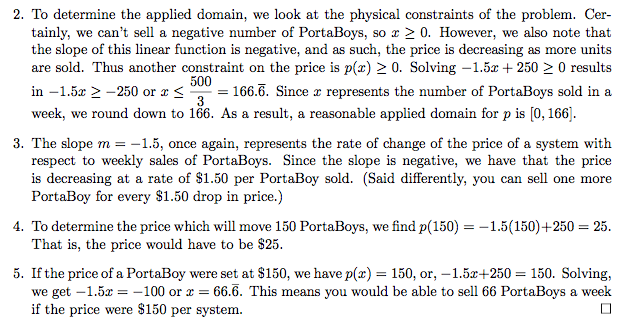 2. To determine the applied domain, we look at the physical constraints of the problem. Cer-
tainly, we can't sell a negative number of PortaBoys, so x ≥ 0. However, we also note that
the slope of this linear function is negative, and as such, the price is decreasing as more units
are sold. Thus another constraint on the price is p(x) ≥ 0. Solving −1.5x + 250 ≥ 0 results
in −1.5x ≥ −250 or x ≤ 500/3 = 166.6̅. Since x represents the number of PortaBoys sold in a
week, we round down to 166. As a result, a reasonable applied domain for p is [0, 166].
3. The slope m = −1.5, once again, represents the rate of change of the price of a system with
respect to weekly sales of PortaBoys. Since the slope is negative, we have that the price
is decreasing at a rate of $1.50 per PortaBoy sold. (Said differently, you can sell one more
PortaBoy for every $1.50 drop in price.)
4. To determine the price which will move 150 PortaBoys, we find p(150) = −1.5(150)+250 = 25.
That is, the price would have to be $25.
5. If the price of a PortaBoy were set at $150, we have p(x) = 150, or, −1.5x+250 = 150. Solving,
we get −1.5x = −100 or x = 66.6̅. This means you would be able to sell 66 PortaBoys a week
if the price were $150 per system. □